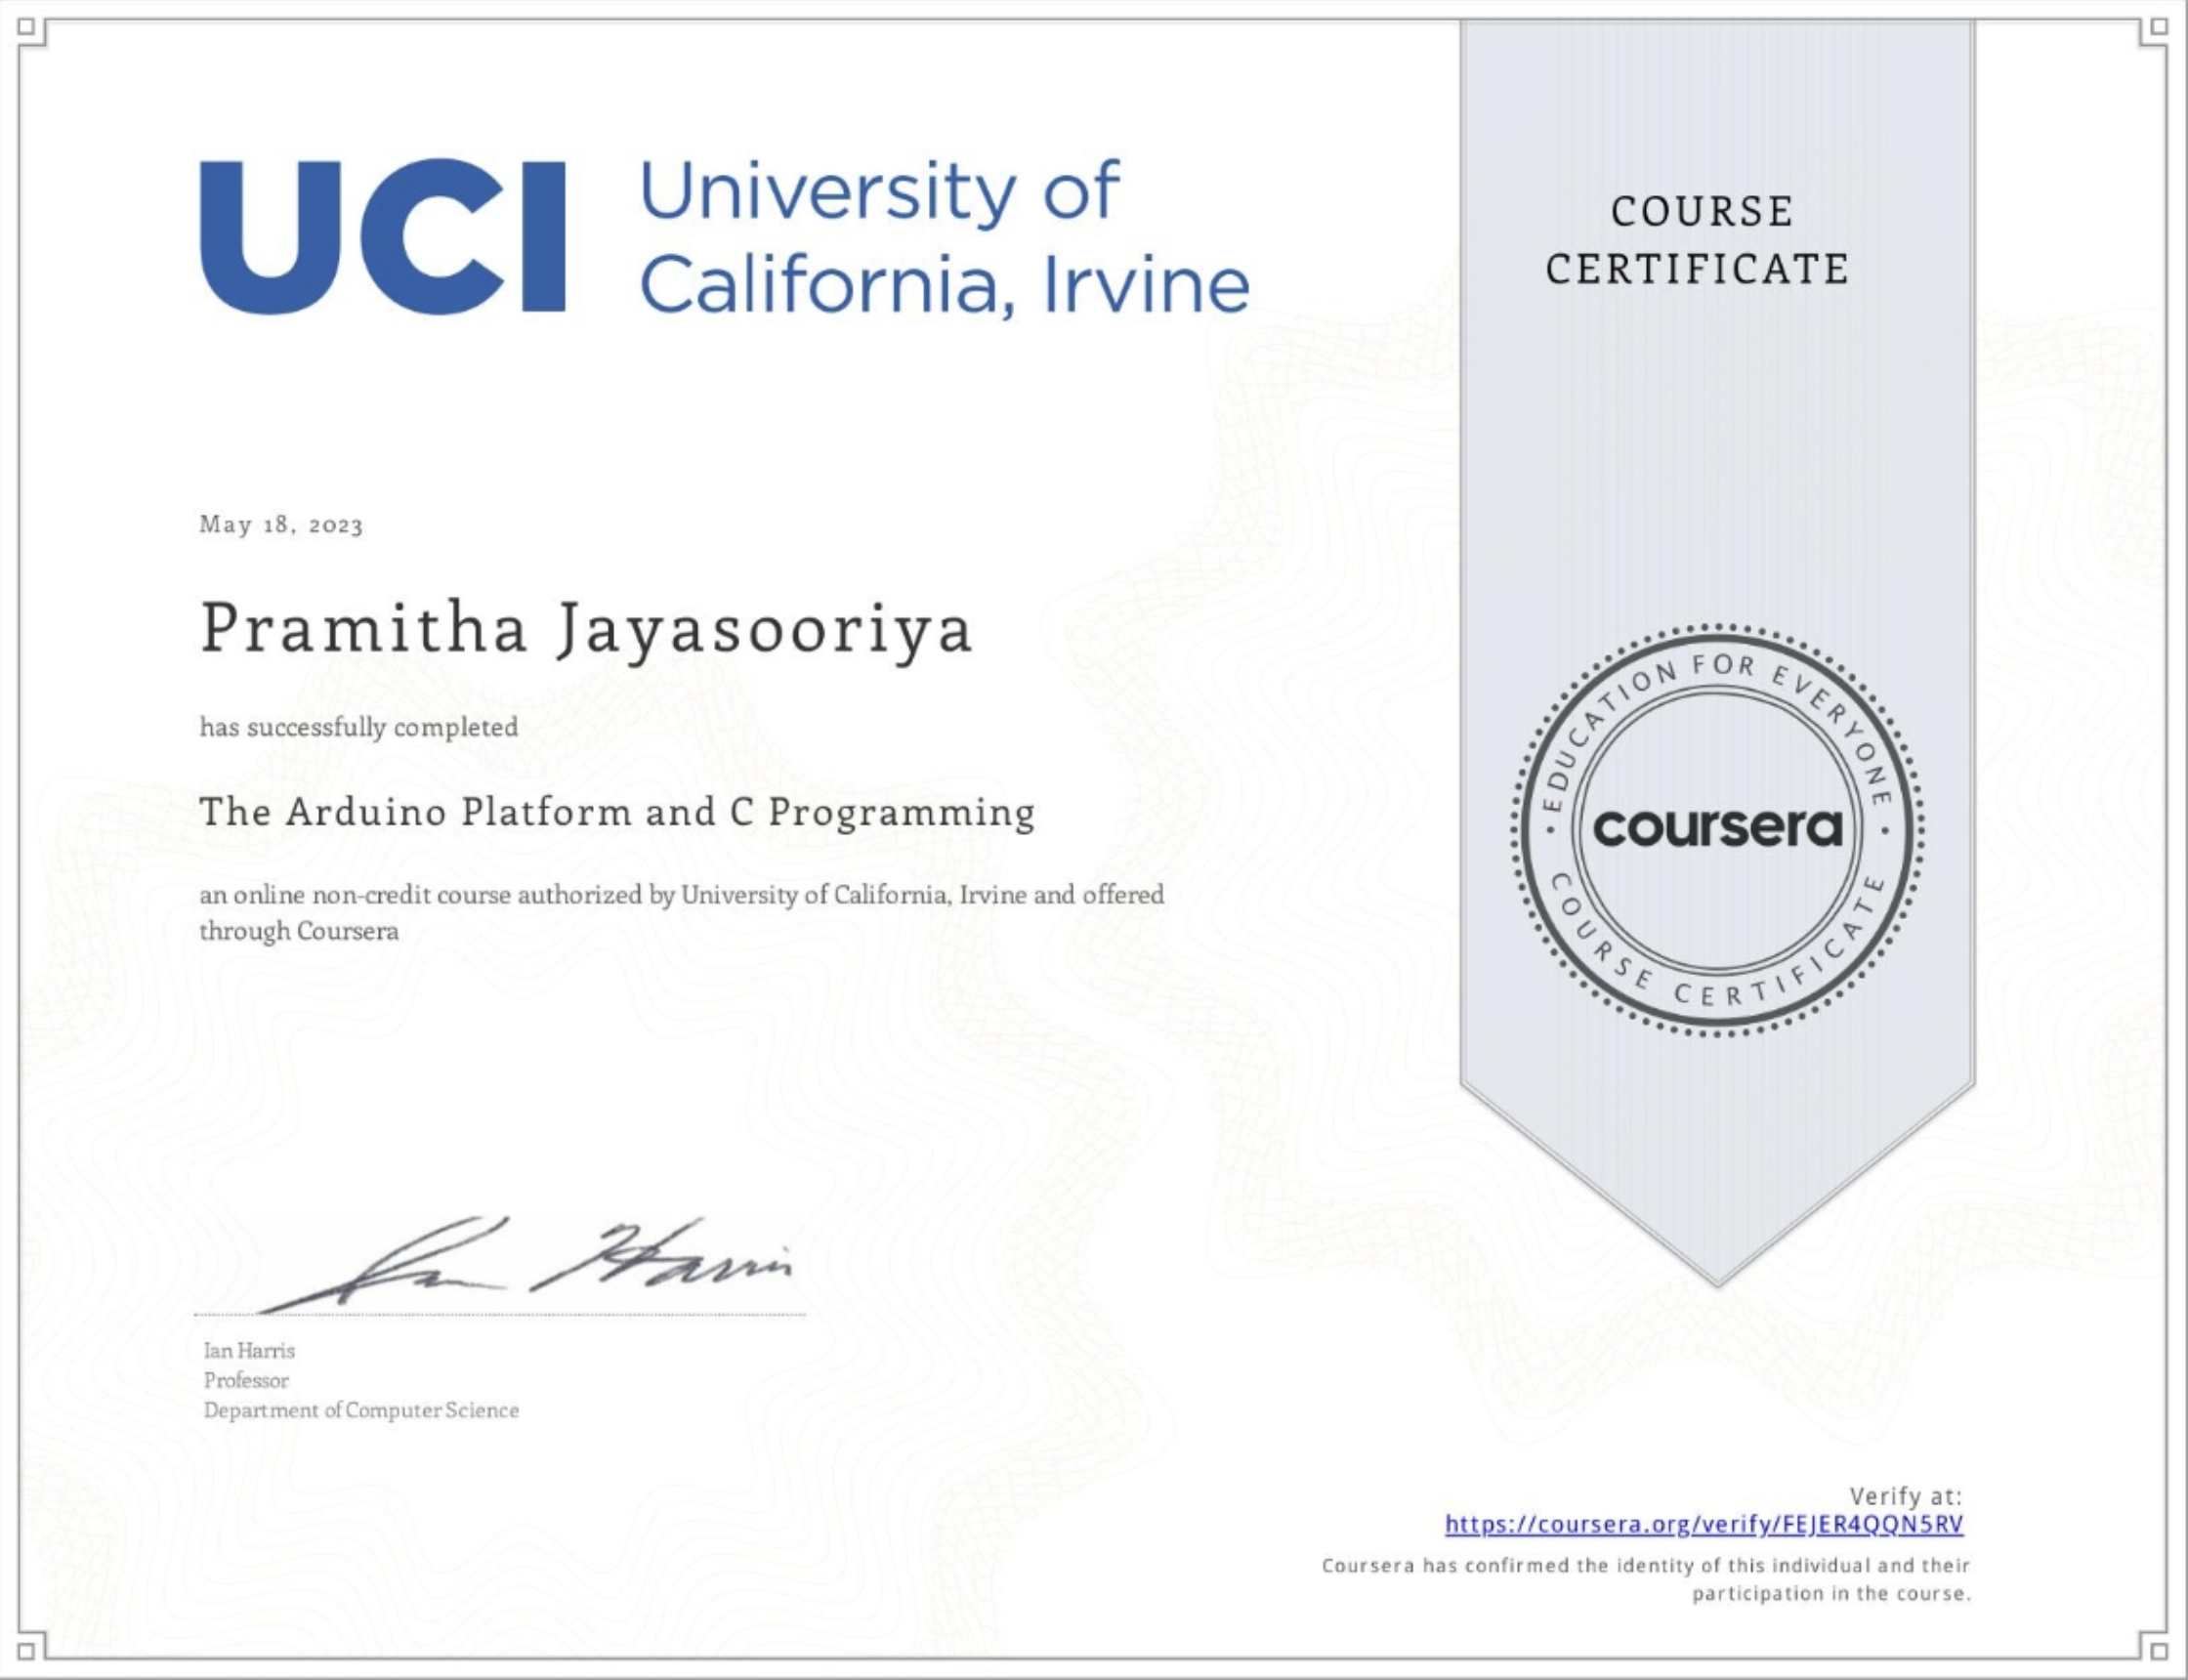 UCI University of
California, Irvine
COURSE
CERTIFICATE
May 18, 2023
Pramitha Jayasooriya
has successfully completed
The Arduino Platform and C Programming
an online non-credit course authorized by University of California, Irvine and offered
through Coursera
EDUCATION FOR EVERYONE
coursera
COURSE CERTIFICATE
Ian Harris
Ian Harris
Professor
Department of Computer Science
Verify at:
https://coursera.org/verify/FEJER4QQN5RV
Coursera has confirmed the identity of this individual and their
participation in the course.